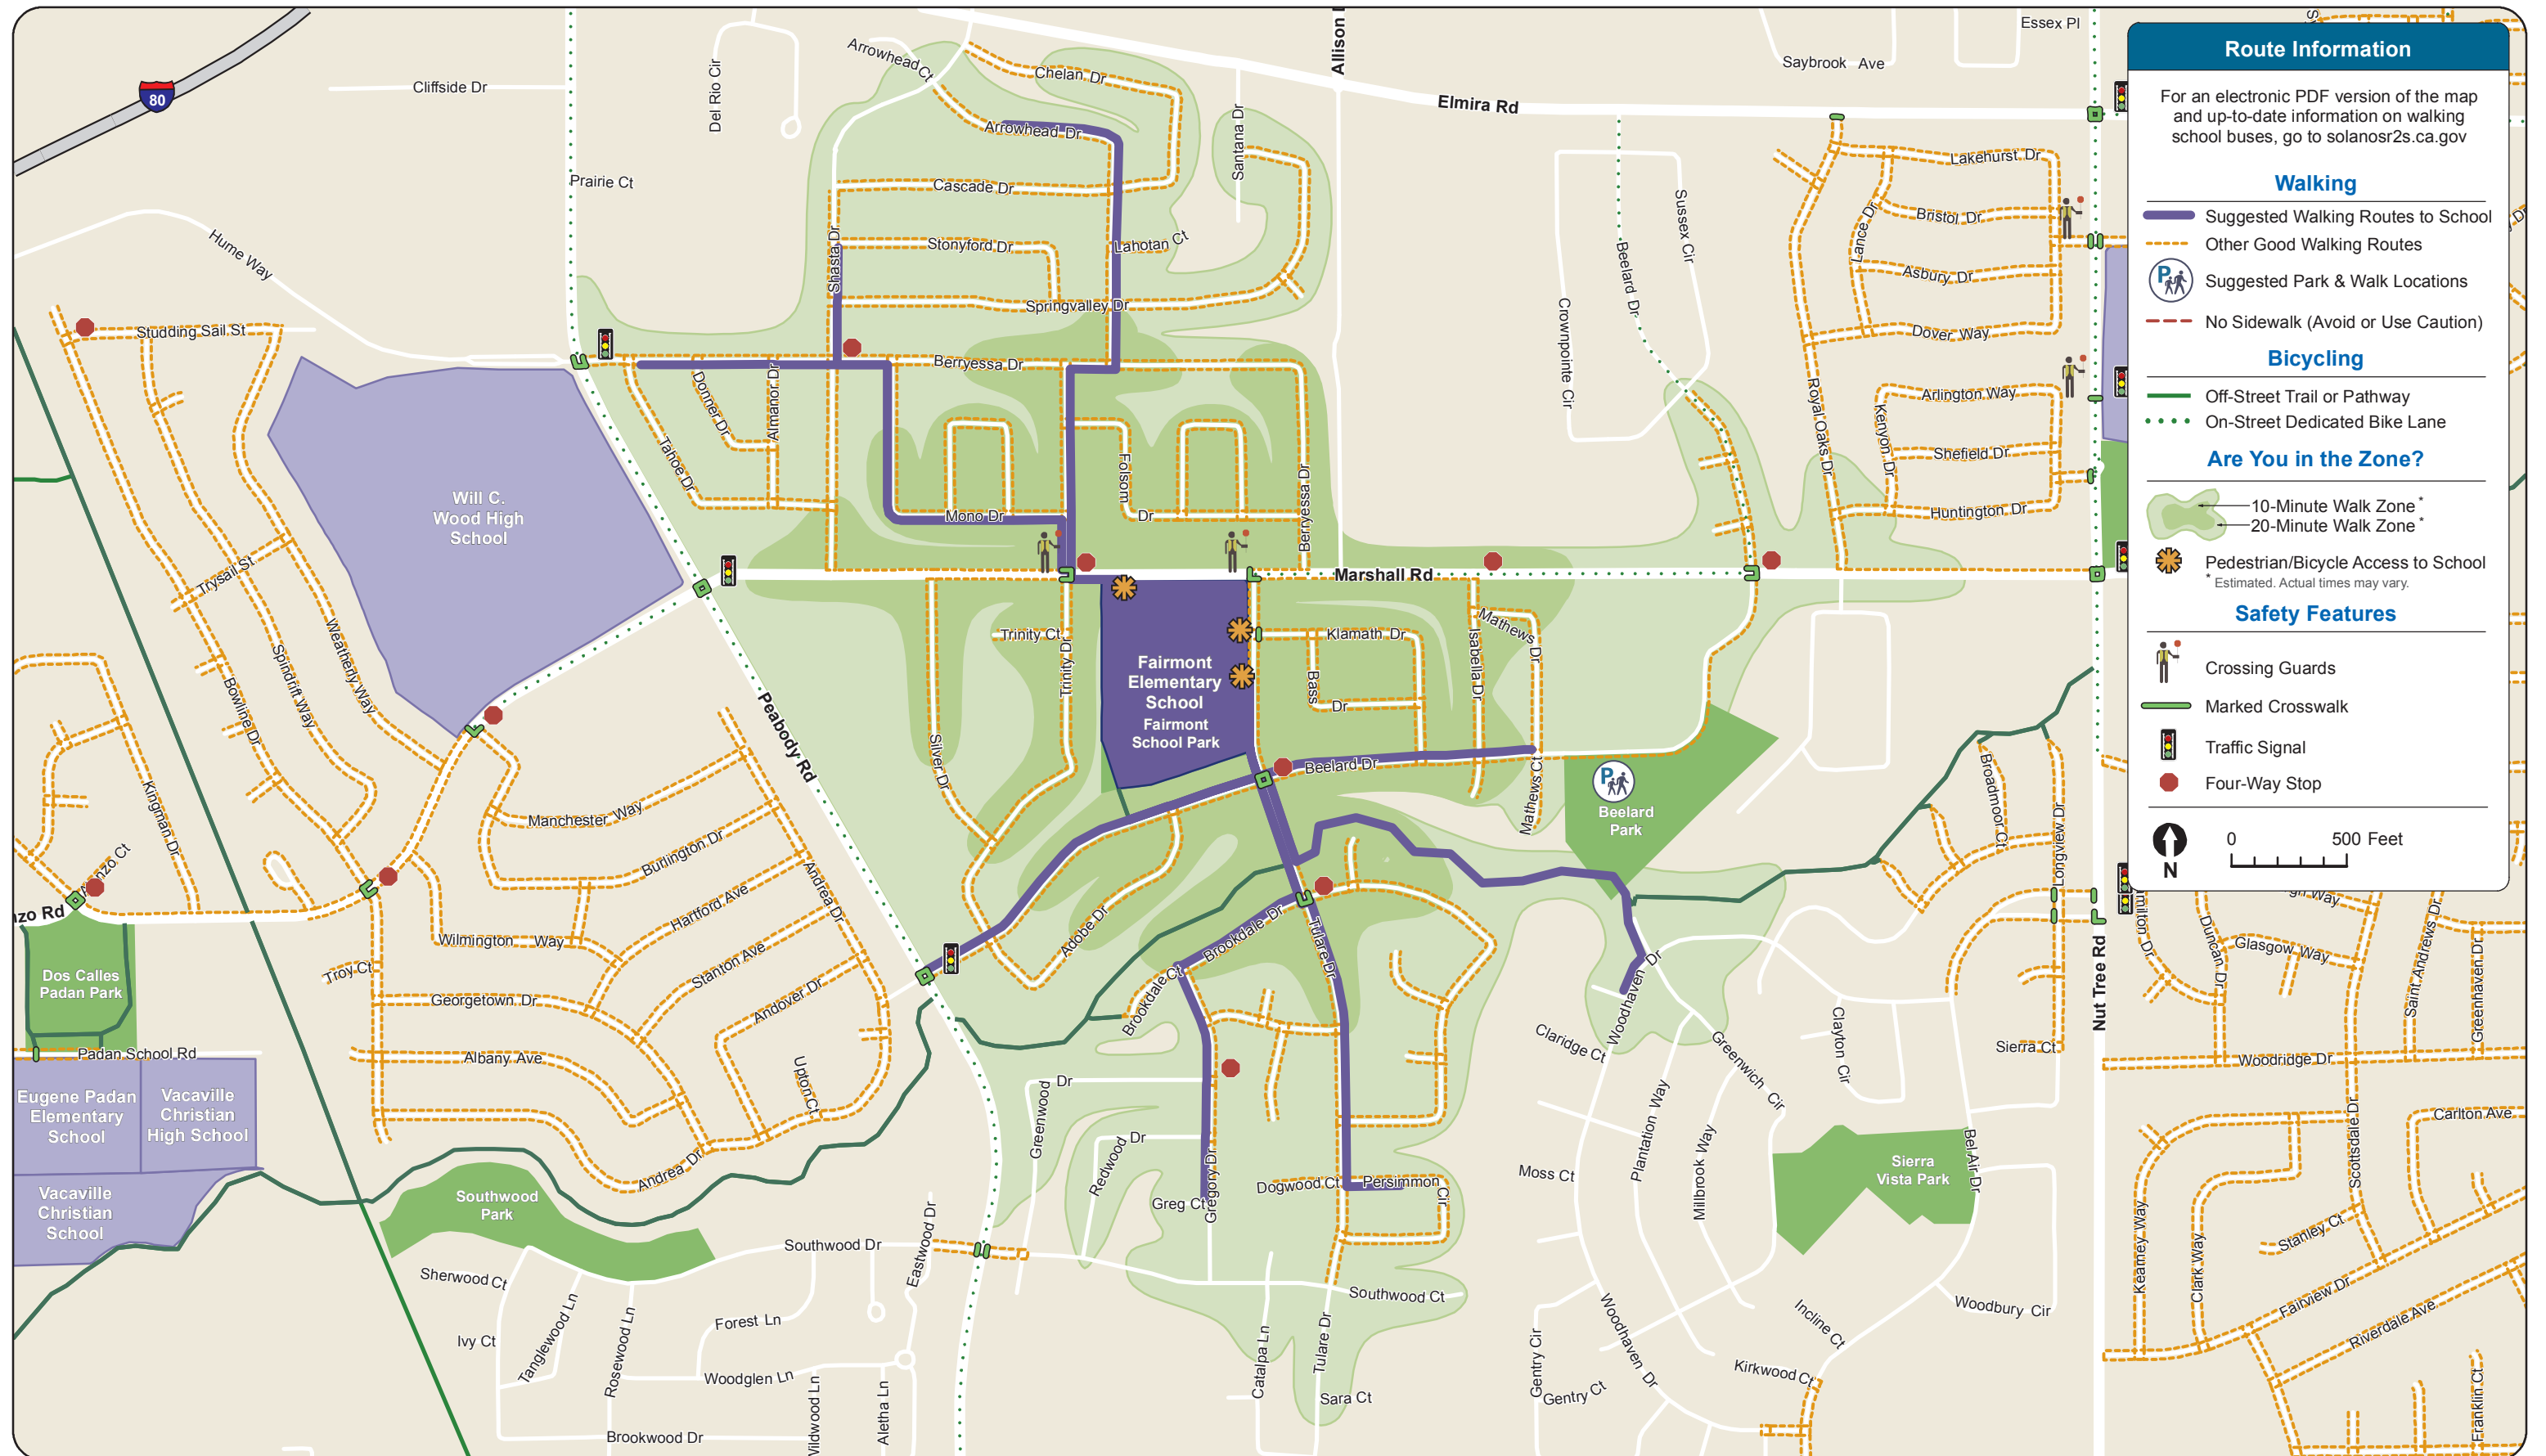 80
Cliffside Dr
Del Rio Cir
Prairie Ct
Hume Way
Arrowhead Ct
Chelan Dr
Arrowhead Dr
Santana Dr
Allison
Elmira Rd
Saybrook Ave
Essex Pl
Cascade Dr
Shasta Dr
Stonyford Dr
Lahotan Ct
Springvalley Dr
Beelard Dr
Sussex Cir
Crownpointe Cir
Lakehurst Dr
Lance Dr
Bristol Dr
Asbury Dr
Dover Way
Royal Oaks Dr
Arlington Way
Kenyon Dr
Shefield Dr
Huntington Dr
Studding Sail St
Berryessa Dr
Donner Dr
Almanor Dr
Tahoe Dr
Mono Dr
Folsom
Dr
Berryessa Dr
Will C.
Wood High
School
Trysail St
Weatherly Way
Spindrift Way
Bowline Dr
Kingman Dr
Marshall Rd
Trinity Ct
Trinity Dr
Silver Dr
Fairmont
Elementary
School
Fairmont
School Park
Klamath Dr
Bass
Dr
Isabella Dr
Mathews Dr
Mathews Ct
Beelard Dr
Beelard
Park
P
Peabody Rd
Manchester Way
Burlington Dr
Hartford Ave
Andrea Dr
Stanton Ave
Andover Dr
Wilmington Way
Troy Ct
Georgetown Dr
Albany Ave
Upton Ct
Andrea Dr
nzo Rd
Dos Calles
Padan Park
Padan School Rd
Eugene Padan
Elementary
School
Vacaville
Christian
High School
Vacaville
Christian
School
Southwood
Park
Adobe Dr
Brookdale Dr
Brookdale Ct
Tulare Dr
Greenwood
Dr
Redwood
Dr
Greg Ct
Gregory Dr
Dogwood Ct
Persimmon
Cir
Southwood Dr
Eastwood Dr
Sherwood Ct
Ivy Ct
Tanglewood Ln
Rosewood Ln
Forest Ln
Woodglen Ln
Wildwood Ln
Aletha Ln
Brookwood Dr
Southwood Ct
Catalpa Ln
Tulare Dr
Sara Ct
Woodhaven Dr
Claridge Ct
Plantation Way
Greenwich Cir
Clayton Cir
Millbrook Way
Moss Ct
Sierra
Vista Park
Bel Air Dr
Sierra Ct
Broadmoor Ct
Longview Dr
Nut Tree Rd
Woodhaven Dr
Gentry Cir
Gentry Ct
Incline Ct
Kirkwood Ct
Woodbury Cir
Duncan Dr
Glasgow Way
Saint Andrews Dr
Greenhaven Dr
Woodridge Dr
Scottsdale Dr
Carlton Ave
Stanley Ct
Kearney Way
Clark Way
Fairview Dr
Riverdale Ave
Franklin Ct
Route Information
For an electronic PDF version of the map
and up-to-date information on walking
school buses, go to solanosr2s.ca.gov
Walking
Suggested Walking Routes to School
Other Good Walking Routes
P
Suggested Park & Walk Locations
No Sidewalk (Avoid or Use Caution)
Bicycling
Off-Street Trail or Pathway
On-Street Dedicated Bike Lane
Are You in the Zone?
10-Minute Walk Zone *
20-Minute Walk Zone *
Pedestrian/Bicycle Access to School
* Estimated. Actual times may vary.
Safety Features
Crossing Guards
Marked Crosswalk
Traffic Signal
Four-Way Stop
0 500 Feet
N